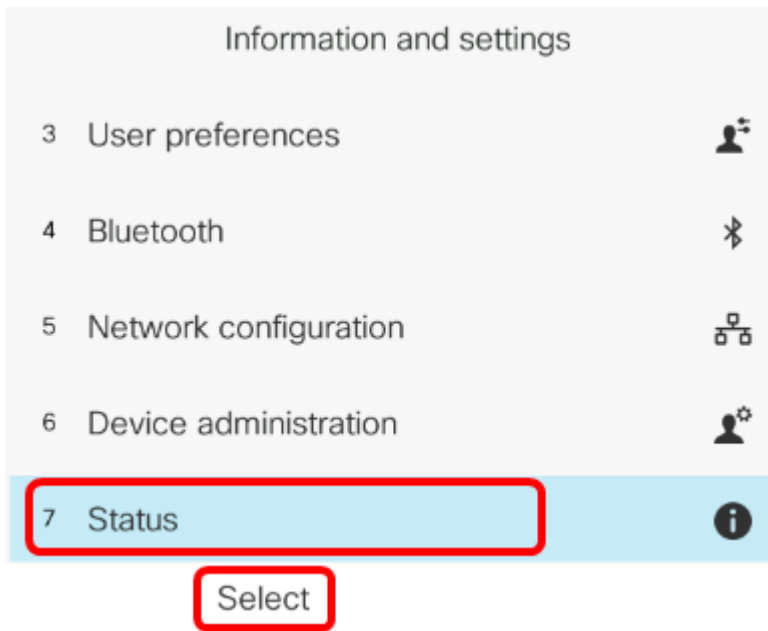 Information and settings
3 User preferences
4 Bluetooth
5 Network configuration
6 Device administration
7 Status
Select